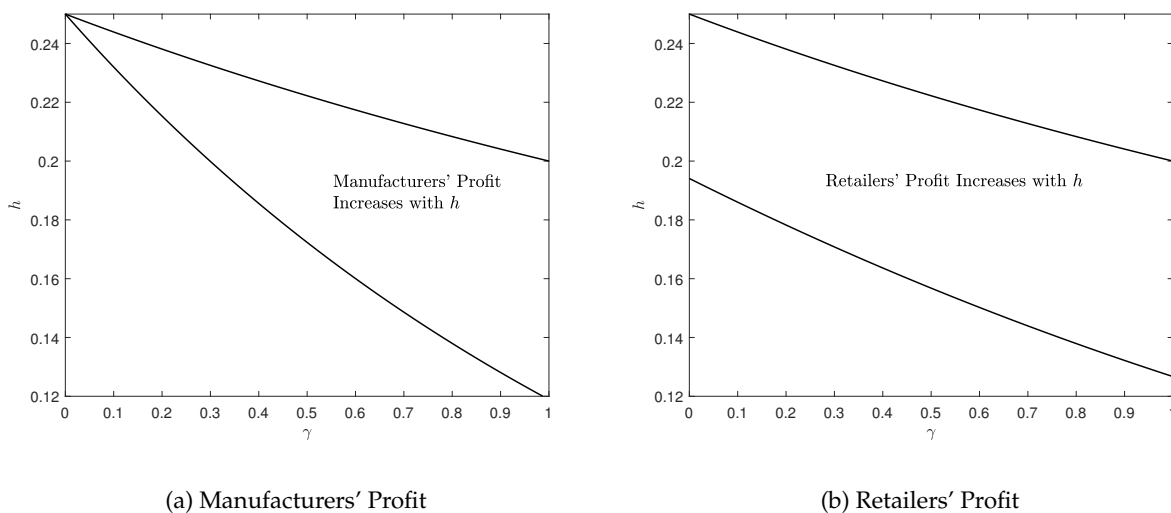 0.24
0.22
0.2
0.18
0.16
0.14
0.12
h
Manufacturers' Profit
Increases with h
0 0.1 0.2 0.3 0.4 0.5 0.6 0.7 0.8 0.9 1
γ
(a) Manufacturers' Profit
0.24
0.22
0.2
0.18
0.16
0.14
0.12
h
Retailers' Profit Increases with h
0 0.1 0.2 0.3 0.4 0.5 0.6 0.7 0.8 0.9 1
γ
(b) Retailers' Profit